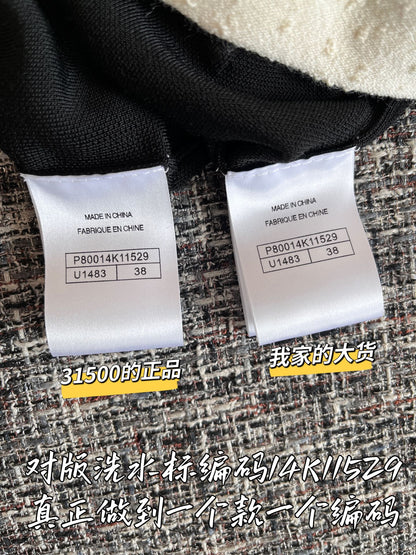 MADE IN CHINA
FABRIQUE EN CHINE
P80014K11529
U1483 38
MADE IN CHINA
FABRIQUE EN CHINE
P80014K11529
U1483 38
31500的正品
我家的大货
对版洗水标编码14K11529
真正做到一个款一个编码